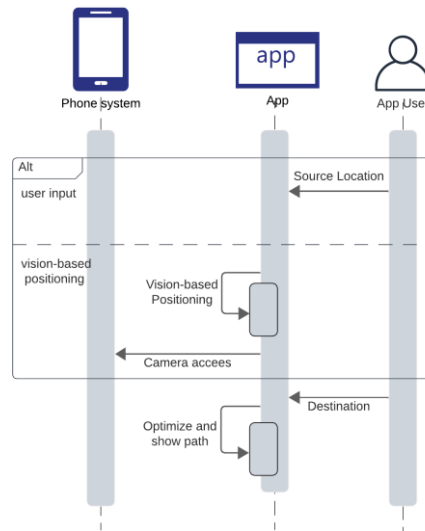 app
Phone system
App
App Use
Alt
user input
Source Location
vision-based
positioning
Vision-based
Positioning
Camera accees
Destination
Optimize and
show path